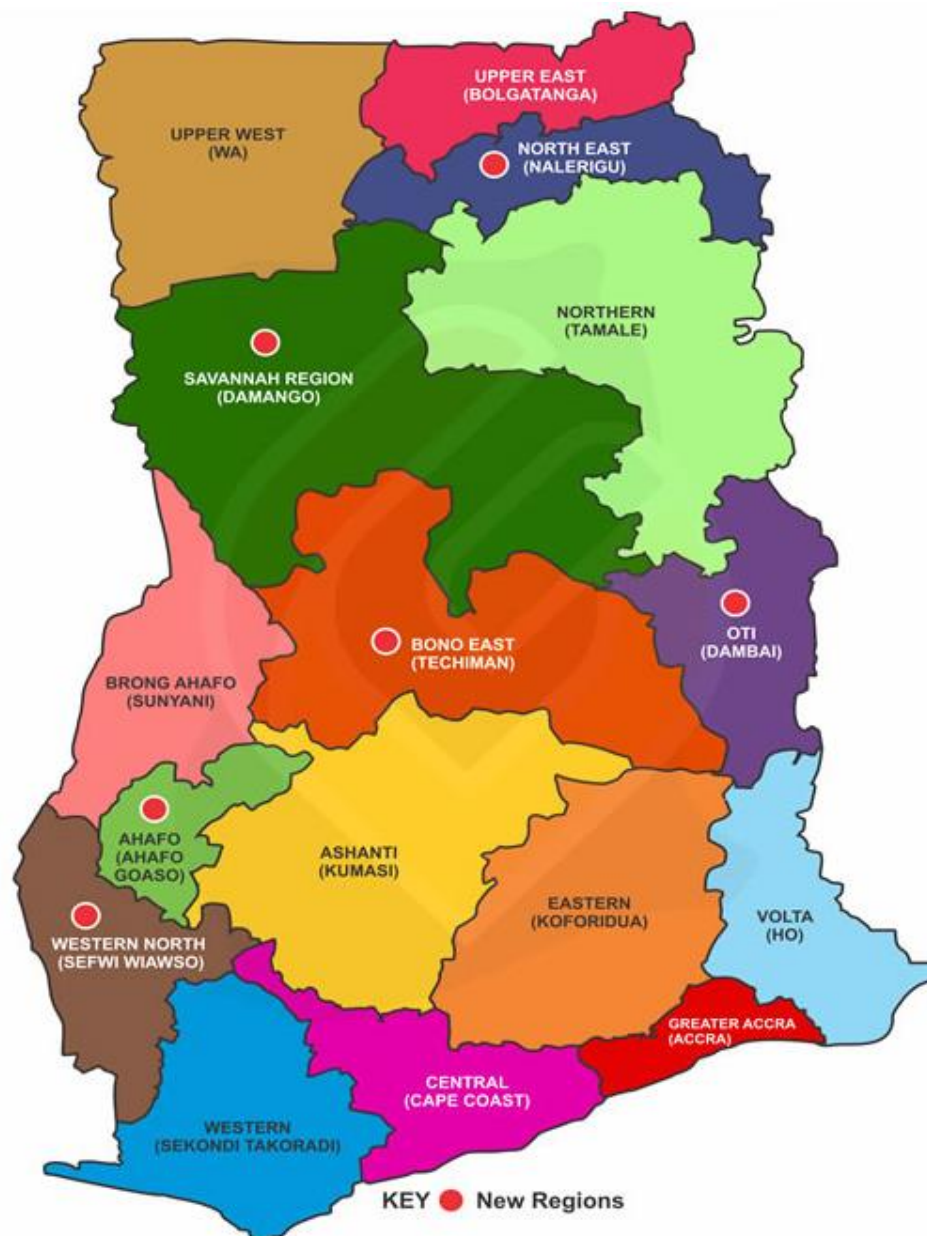 UPPER EAST
(BOLGATANGA)
UPPER WEST
(WA)
NORTH EAST
(NALERIGU)
NORTHERN
(TAMALE)
SAVANNAH REGION
(DAMANGO)
BONO EAST
(TECHIMAN)
OTI
(DAMBAI)
BRONG AHAFO
(SUNYANI)
AHAFO
(AHAFO
GOASO)
ASHANTI
(KUMASI)
EASTERN
(KOFORIDUA)
VOLTA
(HO)
WESTERN NORTH
(SEFWI WIAWSO)
GREATER ACCRA
(ACCRA)
CENTRAL
(CAPE COAST)
WESTERN
(SEKONDI TAKORADI)
KEY New Regions